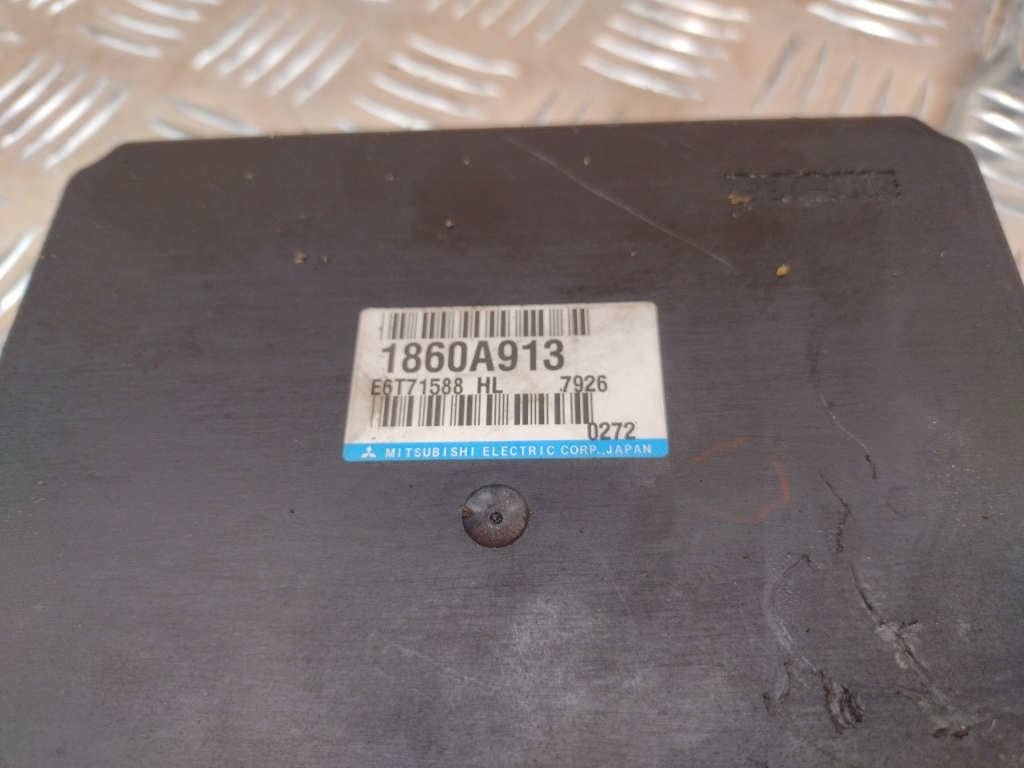 1860A913
E6T71588 HL 7926
0272
MITSUBISHI ELECTRIC CORP., JAPAN